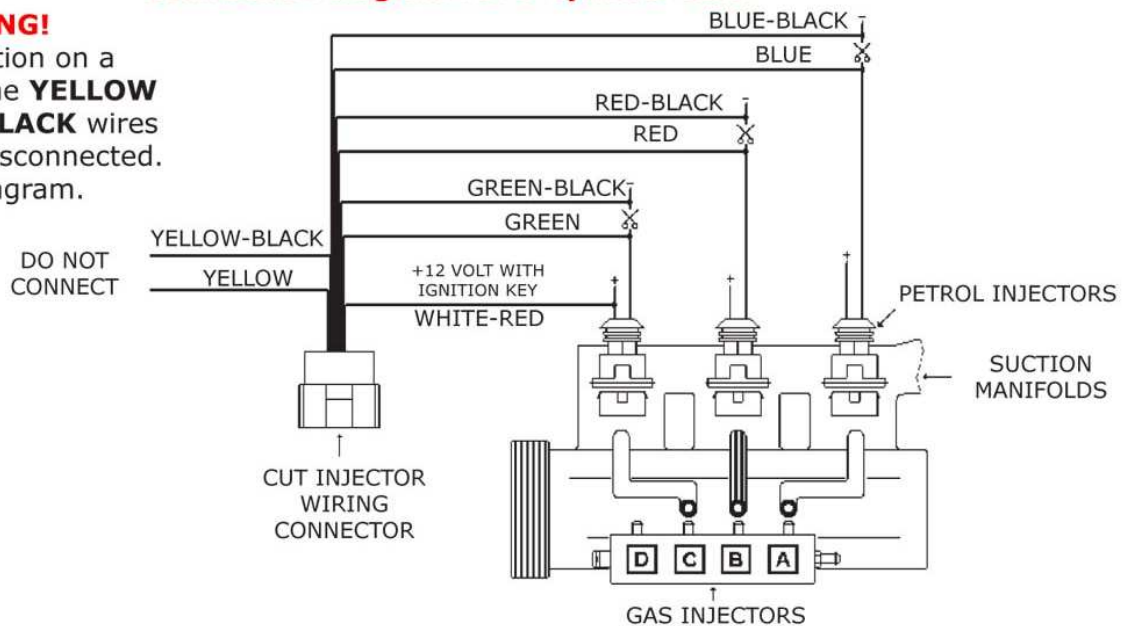 NG!
tion on a
ne YELLOW
LACK wires
isconnected.
agram.
BLUE-BLACK -
BLUE
RED-BLACK -
RED
GREEN-BLACK -
GREEN
YELLOW-BLACK
DO NOT
CONNECT
YELLOW
+12 VOLT WITH
IGNITION KEY
WHITE-RED
+
+
+
PETROL INJECTORS
SUCTION
MANIFOLDS
CUT INJECTOR
WIRING
CONNECTOR
D C B A
GAS INJECTORS